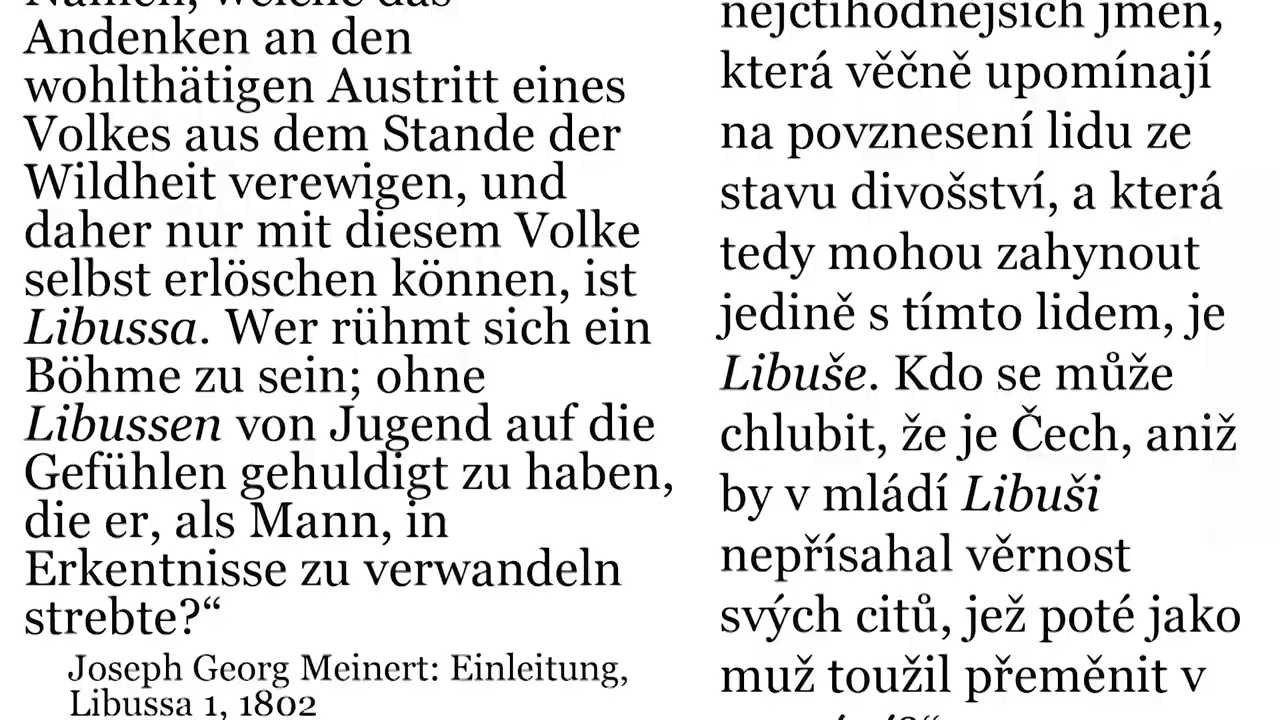 Namen, welche das
Andenken an den
wohlthätigen Austritt eines
Volkes aus dem Stande der
Wildheit verewigen, und
daher nur mit diesem Volke
selbst erlöschen können, ist
Libussa. Wer rühmt sich ein
Böhme zu sein; ohne
Libussen von Jugend auf die
Gefühlen gehuldigt zu haben,
die er, als Mann, in
Erkentnisse zu verwandeln
strebte?“
Joseph Georg Meinert: Einleitung,
Libussa 1, 1802
nejctihodnějších jmen,
která věčně upomínají
na povznesení lidu ze
stavu divošství, a která
tedy mohou zahynout
jedině s tímto lidem, je
Libuše. Kdo se může
chlubit, že je Čech, aniž
by v mládí Libuši
nepřísahal věrnost
svých citů, jež poté jako
muž toužil přeměnit v